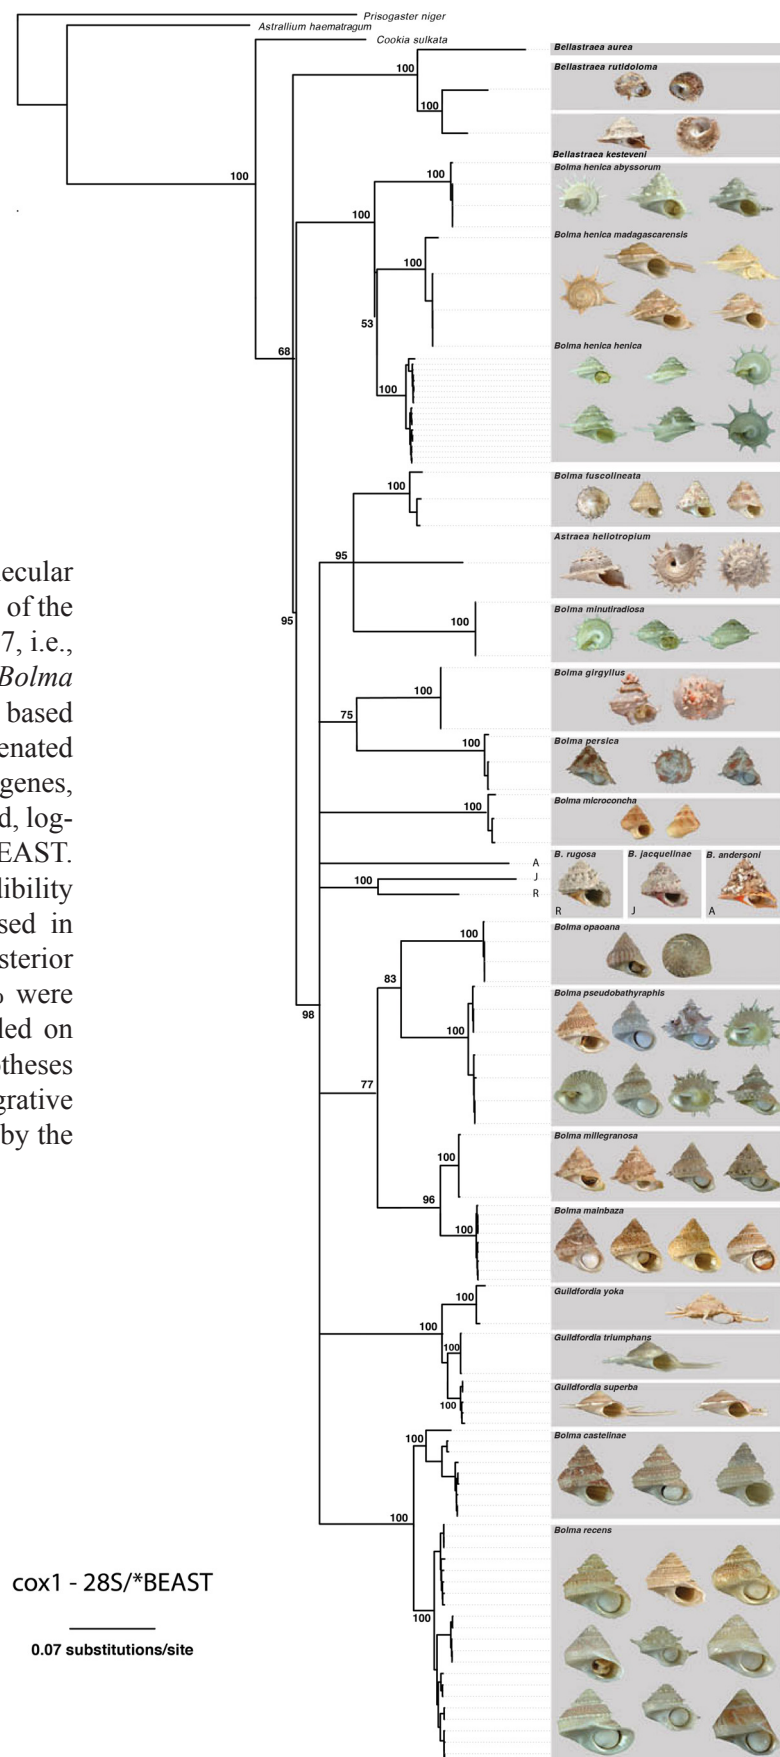 Prisogaster niger
Astrallium haematragum
Cookia sulkata
Bellastraea aurea
100
Bellastraea rutidoloma
100
Bellastraea kesteveni
100
100
Bolma henica abyssorum
100
Bolma henica madagascarensis
100
53
Bolma henica henica
68
100
Bolma fuscolineata
100
Astraea heliotropium
95
Bolma minutiradiosa
95
100
Bolma girgyllus
100
75
Bolma persica
100
Bolma microconcha
100
B. rugosa
B. jacquelinae
B. andersoni
A
J
100
R
R
J
A
Bolma opaoana
100
83
Bolma pseudobathyraphis
98
100
77
Bolma millegranosa
100
96
Bolma mainbaza
100
Guildfordia yoka
100
100
Guildfordia triumphans
100
Guildfordia superba
100
Bolma castelinae
100
100
Bolma recens
100
ecular
of the
7, i.e.,
Bolma
based
enated
genes,
d, log-
EAST.
dibility
sed in
sterior
were
led on
otheses
grative
by the
cox1 - 28S/*BEAST
0.07 substitutions/site